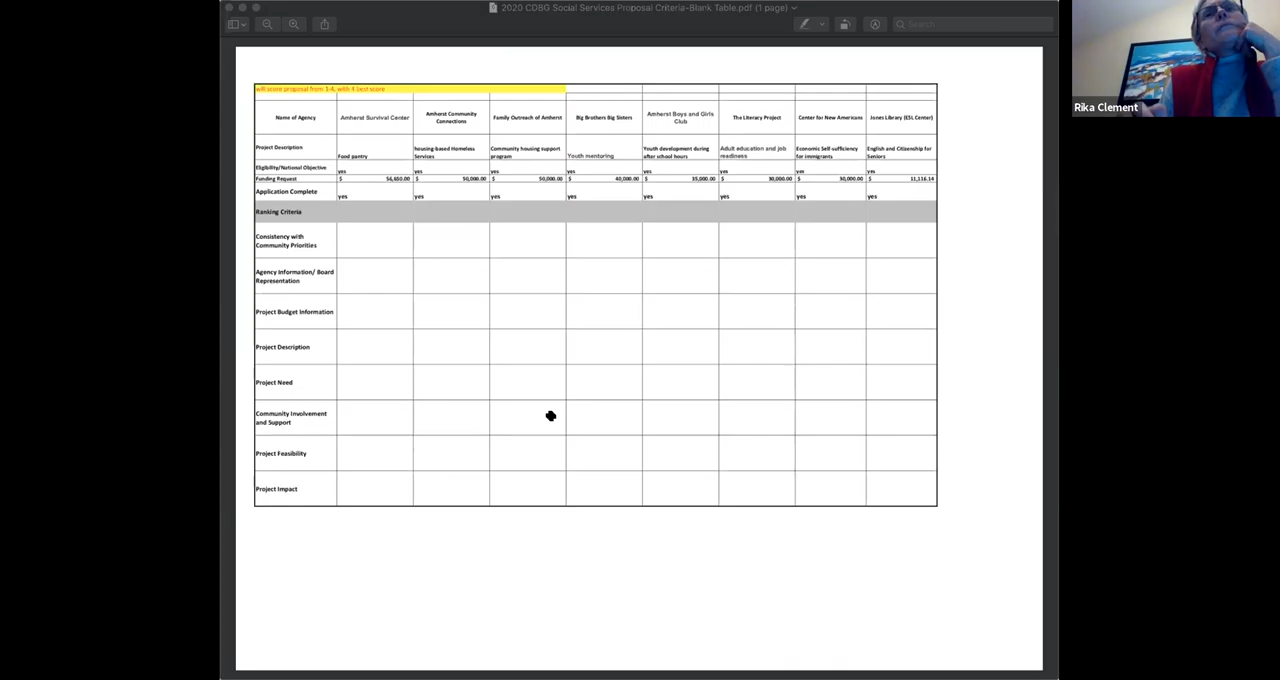 2020 CDBG Social Services Proposal Criteria-Blank Table.pdf (1 page)
Search
Rika Clement
will score proposal from 1-4, with 4 best score
Name of Agency Amherst Survival Center Amherst Community Connections Family Outreach of Amherst Big Brothers Big Sisters Amherst Boys and Girls Club The Literacy Project Center for New Americans Jones Library (ESL Center)
Project Description Food pantry housing-based Homeless Services Community housing support program Youth mentoring Youth development during after school hours Adult education and job readiness Economic Self-sufficiency for immigrants English and Citizenship for Seniors
Eligibility/National Objective yes yes yes yes yes yes yes yes
Funding Request $ 56,650.00 $ 50,000.00 $ 50,000.00 $ 40,000.00 $ 35,000.00 $ 30,000.00 $ 30,000.00 $ 11,116.14
Application Complete yes yes yes yes yes yes yes yes
Ranking Criteria
Consistency with
Community Priorities
Agency Information/ Board
Representation
Project Budget Information
Project Description
Project Need
Community Involvement
and Support
Project Feasibility
Project Impact